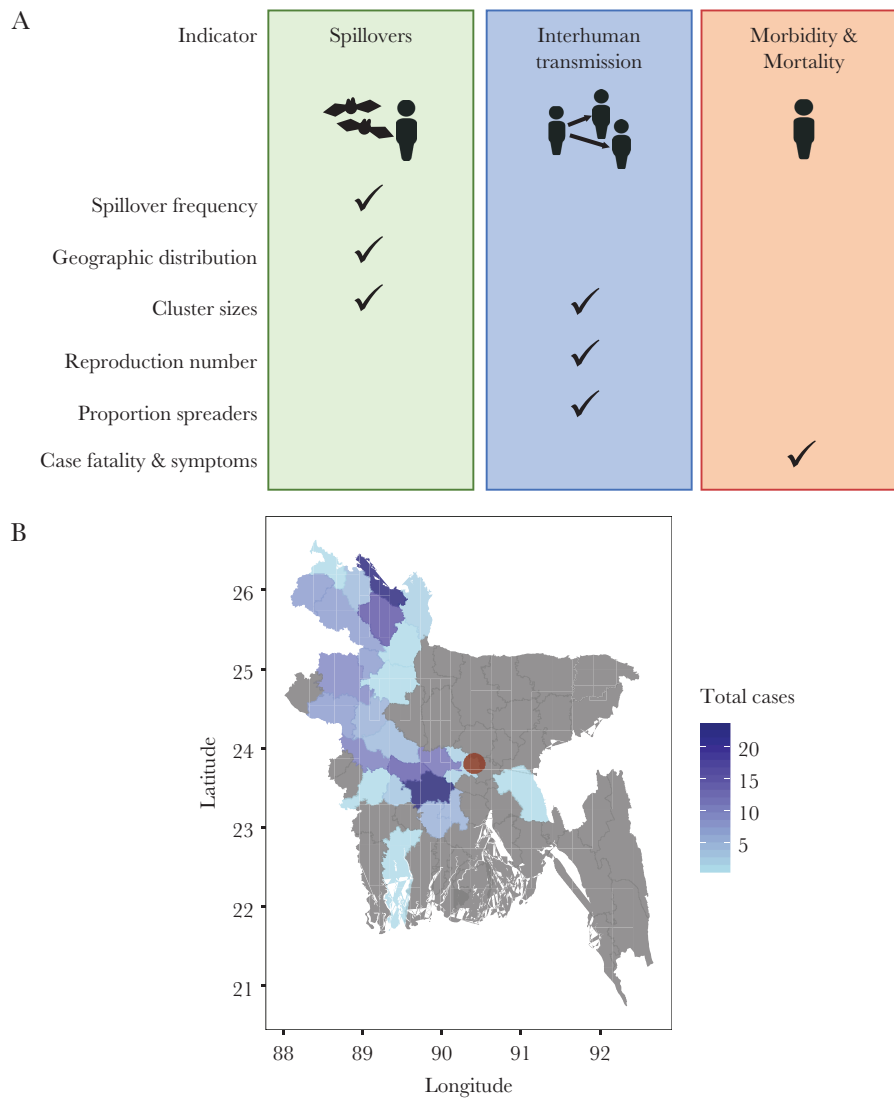 A
Indicator
Spillovers
Interhuman
transmission
Morbidity &
Mortality
Spillover frequency
Geographic distribution
Cluster sizes
Reproduction number
Proportion spreaders
Case fatality & symptoms
B
26
25
24
23
22
21
Latitude
88
89
90
91
92
Longitude
Total cases
20
15
10
5